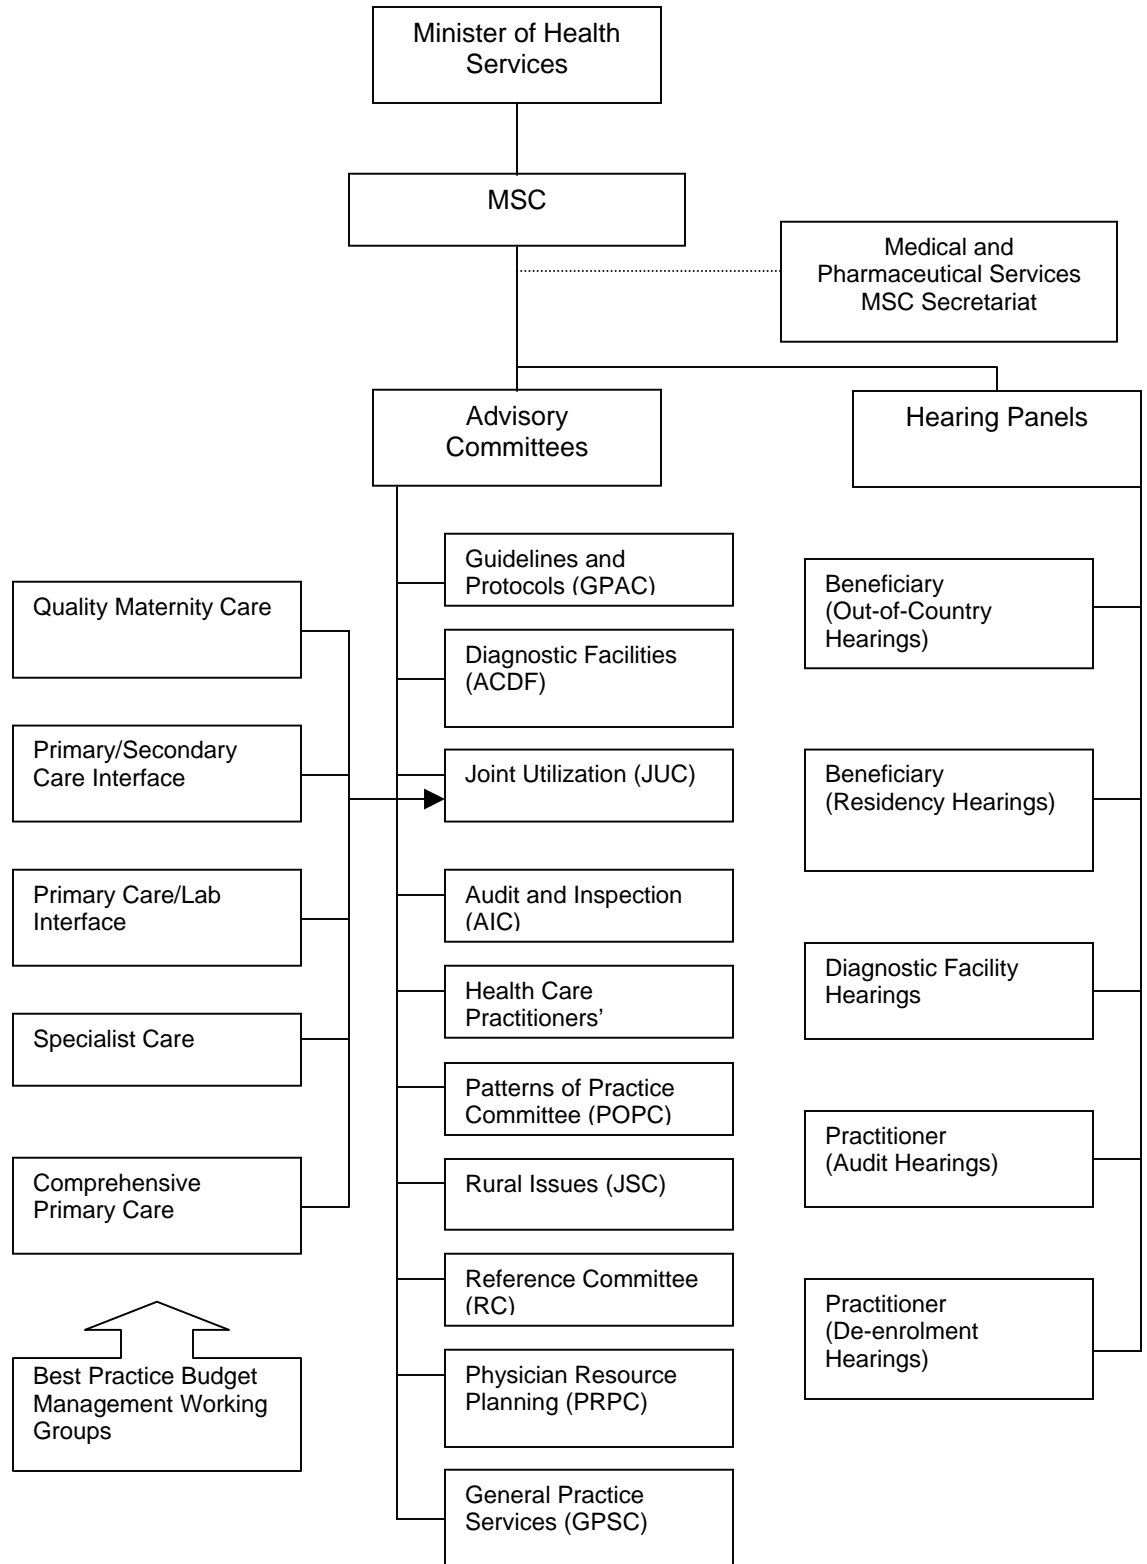 Minister of Health
Services
MSC
Medical and
Pharmaceutical Services
MSC Secretariat
Advisory
Committees
Hearing Panels
Quality Maternity Care
Primary/Secondary
Care Interface
Primary Care/Lab
Interface
Specialist Care
Comprehensive
Primary Care
Best Practice Budget
Management Working
Groups
Guidelines and
Protocols (GPAC)
Diagnostic Facilities
(ACDF)
Joint Utilization (JUC)
Audit and Inspection
(AIC)
Health Care
Practitioners’
Patterns of Practice
Committee (POPC)
Rural Issues (JSC)
Reference Committee
(RC)
Physician Resource
Planning (PRPC)
General Practice
Services (GPSC)
Beneficiary
(Out-of-Country
Hearings)
Beneficiary
(Residency Hearings)
Diagnostic Facility
Hearings
Practitioner
(Audit Hearings)
Practitioner
(De-enrolment
Hearings)